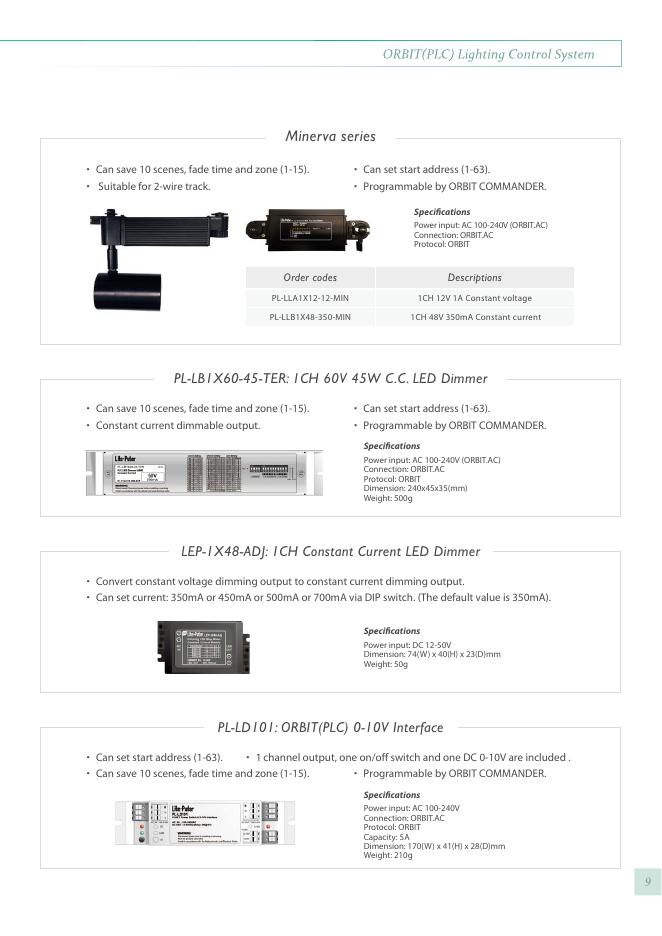 ORBIT(PLC) Lighting Control System
Minerva series
• Can save 10 scenes, fade time and zone (1-15).
• Can set start address (1-63).
• Suitable for 2-wire track.
• Programmable by ORBIT COMMANDER.
Specifications
Power input: AC 100-240V (ORBIT.AC)
Connection: ORBIT.AC
Protocol: ORBIT
Order codes Descriptions
PL-LLA1X12-12-MIN 1CH 12V 1A Constant voltage
PL-LLB1X48-350-MIN 1CH 48V 350mA Constant current
PL-LB1X60-45-TER: 1CH 60V 45W C.C. LED Dimmer
• Can save 10 scenes, fade time and zone (1-15).
• Can set start address (1-63).
• Constant current dimmable output.
• Programmable by ORBIT COMMANDER.
Lite-Puter
60V
Specifications
Power input: AC 100-240V (ORBIT.AC)
Connection: ORBIT.AC
Protocol: ORBIT
Dimension: 240x45x35(mm)
Weight: 500g
LEP-1X48-ADJ: 1CH Constant Current LED Dimmer
• Convert constant voltage dimming output to constant current dimming output.
• Can set current: 350mA or 450mA or 500mA or 700mA via DIP switch. (The default value is 350mA).
Lite-Puter
Specifications
Power input: DC 12-50V
Dimension: 74(W) x 40(H) x 23(D)mm
Weight: 50g
PL-LD101: ORBIT(PLC) 0-10V Interface
• Can set start address (1-63).
• 1 channel output, one on/off switch and one DC 0-10V are included .
• Can save 10 scenes, fade time and zone (1-15).
• Programmable by ORBIT COMMANDER.
Lite-Puter
PL-LD101
WARNING
Specifications
Power input: AC 100-240V
Connection: ORBIT.AC
Protocol: ORBIT
Capacity: 5A
Dimension: 170(W) x 41(H) x 28(D)mm
Weight: 210g
9